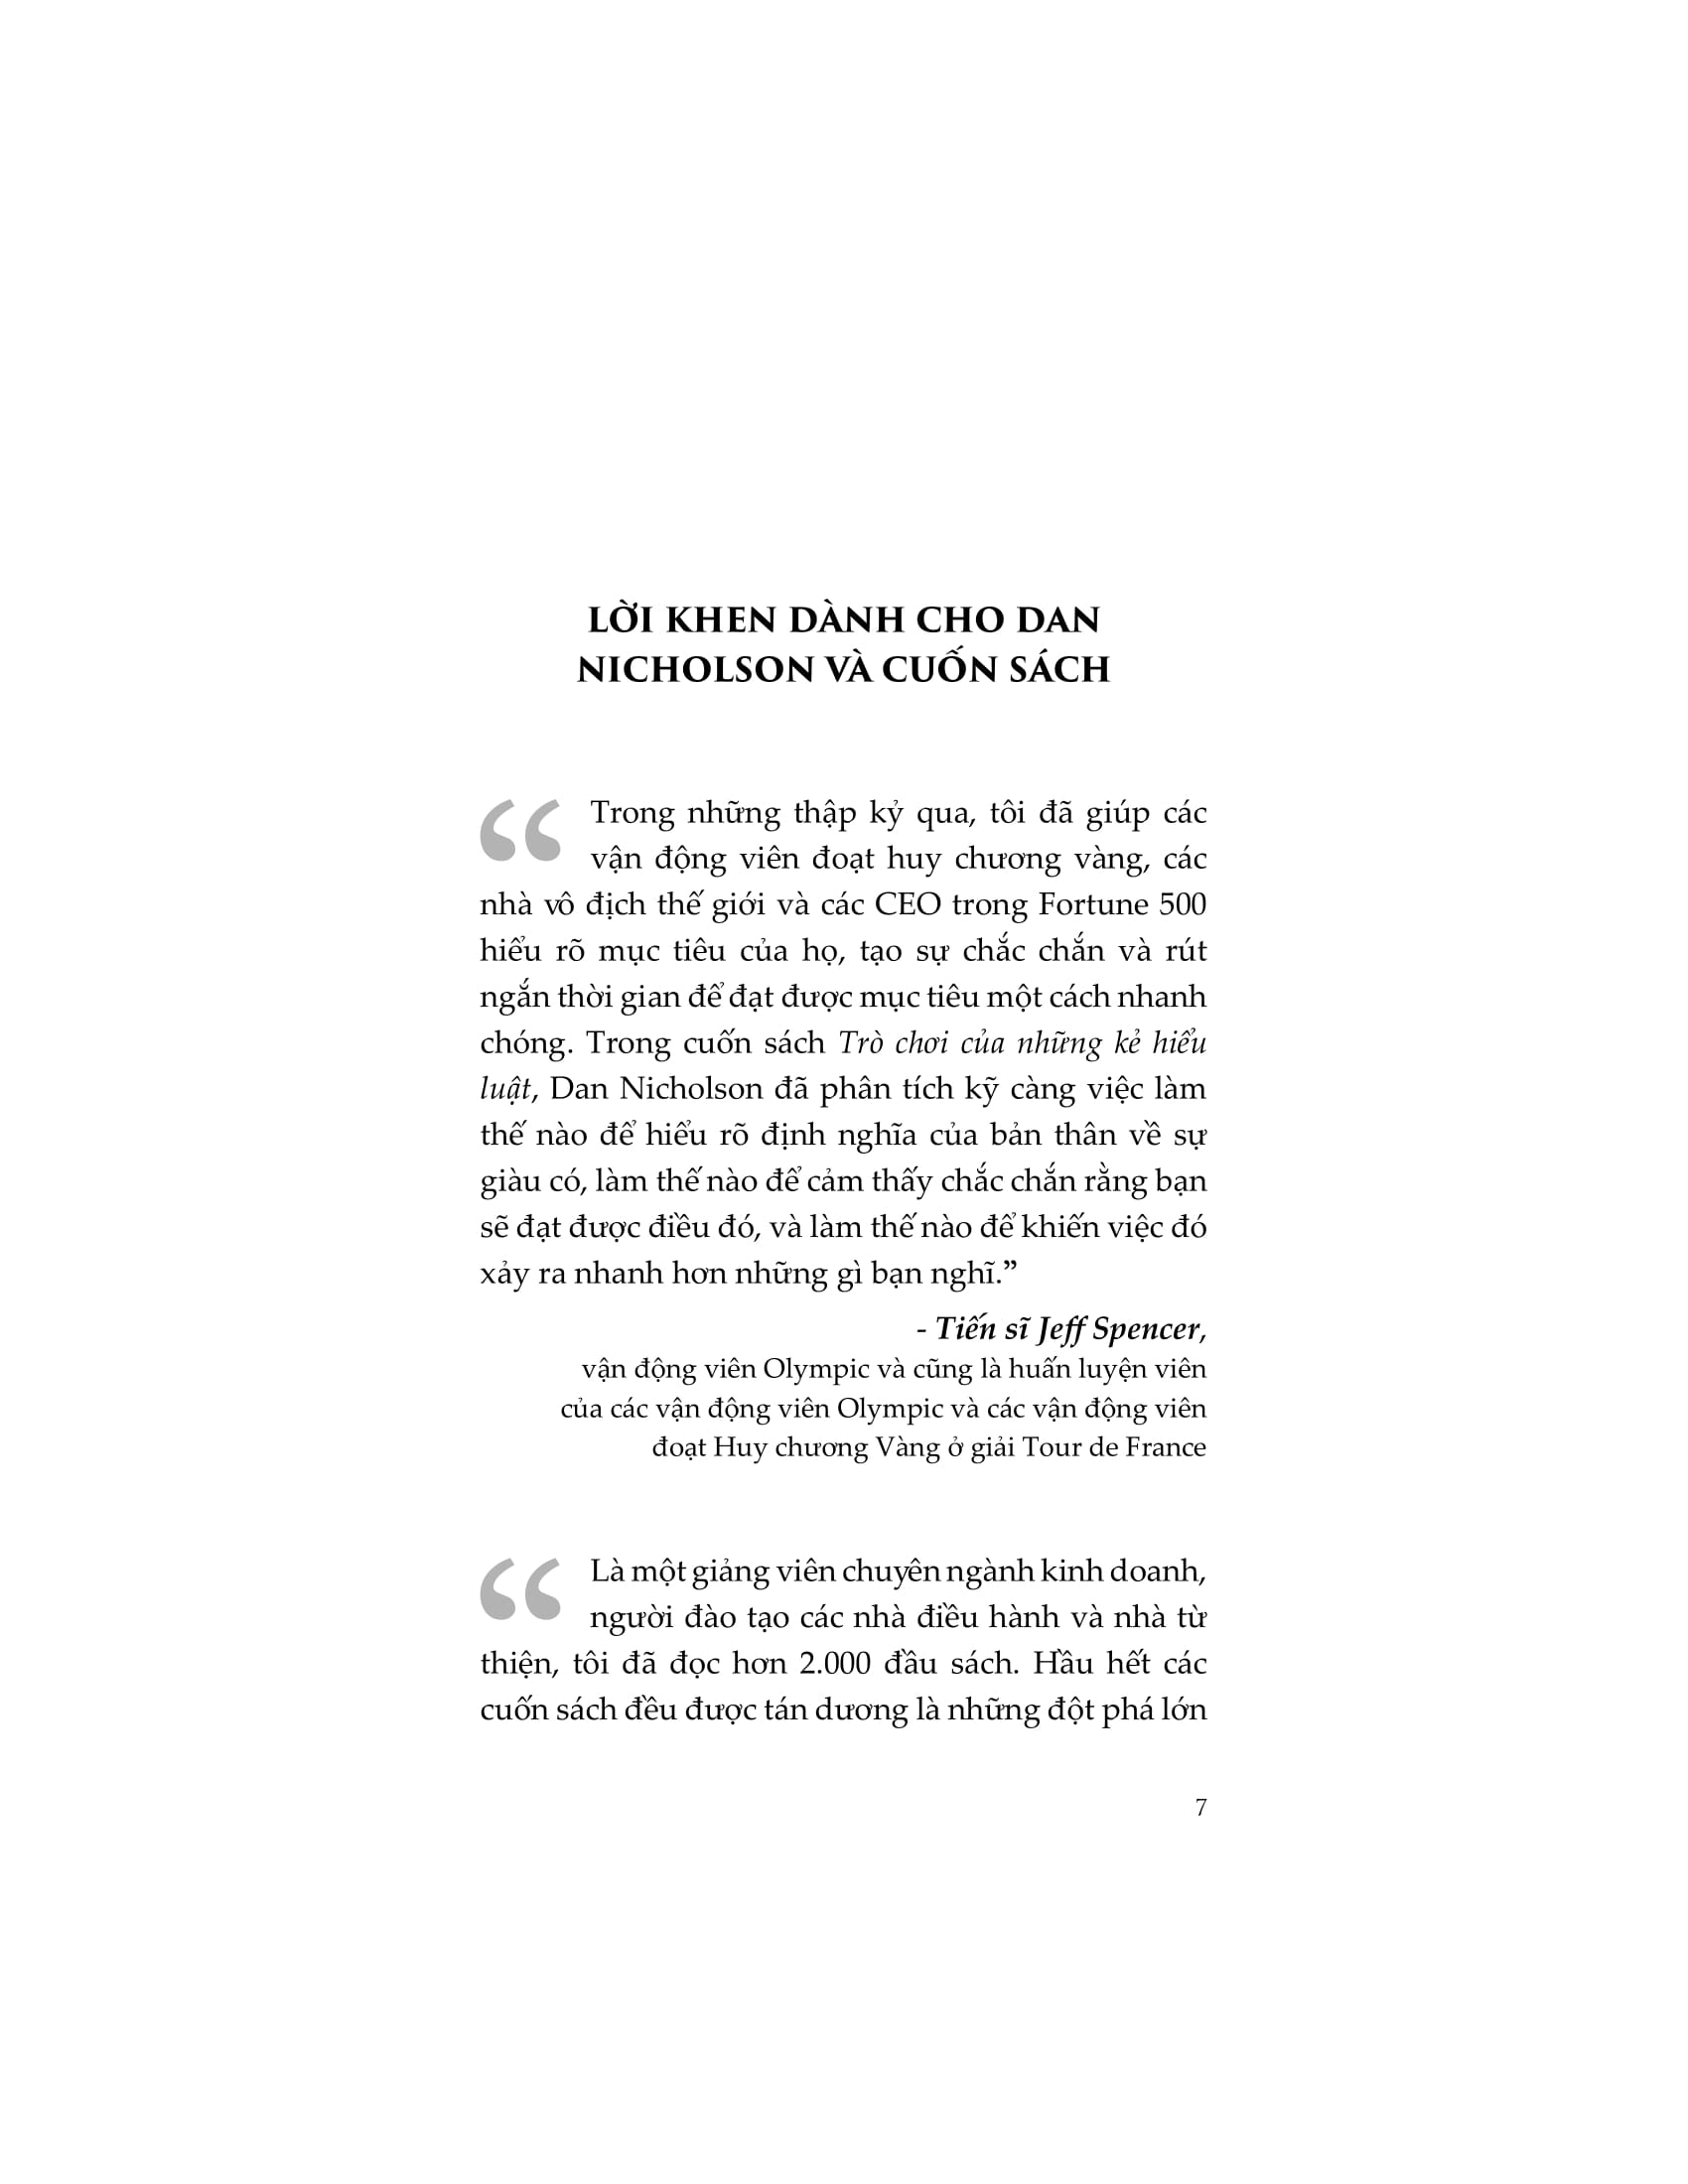 LỜI KHEN DÀNH CHO DAN
NICHOLSON VÀ CUỐN SÁCH
“ Trong những thập kỷ qua, tôi đã giúp các
vận động viên đoạt huy chương vàng, các
nhà vô địch thế giới và các CEO trong Fortune 500
hiểu rõ mục tiêu của họ, tạo sự chắc chắn và rút
ngắn thời gian để đạt được mục tiêu một cách nhanh
chóng. Trong cuốn sách Trò chơi của những kẻ hiểu
luật, Dan Nicholson đã phân tích kỹ càng việc làm
thế nào để hiểu rõ định nghĩa của bản thân về sự
giàu có, làm thế nào để cảm thấy chắc chắn rằng bạn
sẽ đạt được điều đó, và làm thế nào để khiến việc đó
xảy ra nhanh hơn những gì bạn nghĩ.”
- Tiến sĩ Jeff Spencer,
vận động viên Olympic và cũng là huấn luyện viên
của các vận động viên Olympic và các vận động viên
đoạt Huy chương Vàng ở giải Tour de France
“ Là một giảng viên chuyên ngành kinh doanh,
người đào tạo các nhà điều hành và nhà từ
thiện, tôi đã đọc hơn 2.000 đầu sách. Hầu hết các
cuốn sách đều được tán dương là những đột phá lớn
7